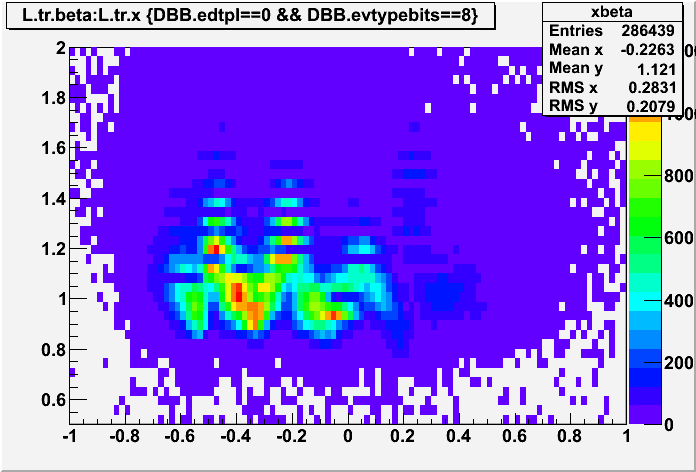 L.tr.beta:L.tr.x {DBB.edtpl==0 && DBB.evtypebits==8}
xbeta
Entries 286439
Mean x -0.2263
Mean y 1.121
RMS x 0.2831
RMS y 0.2079
2
1.8
1.6
1.4
1.2
1
0.8
0.6
-1 -0.8 -0.6 -0.4 -0.2 0 0.2 0.4 0.6 0.8 1
800
600
400
200
0